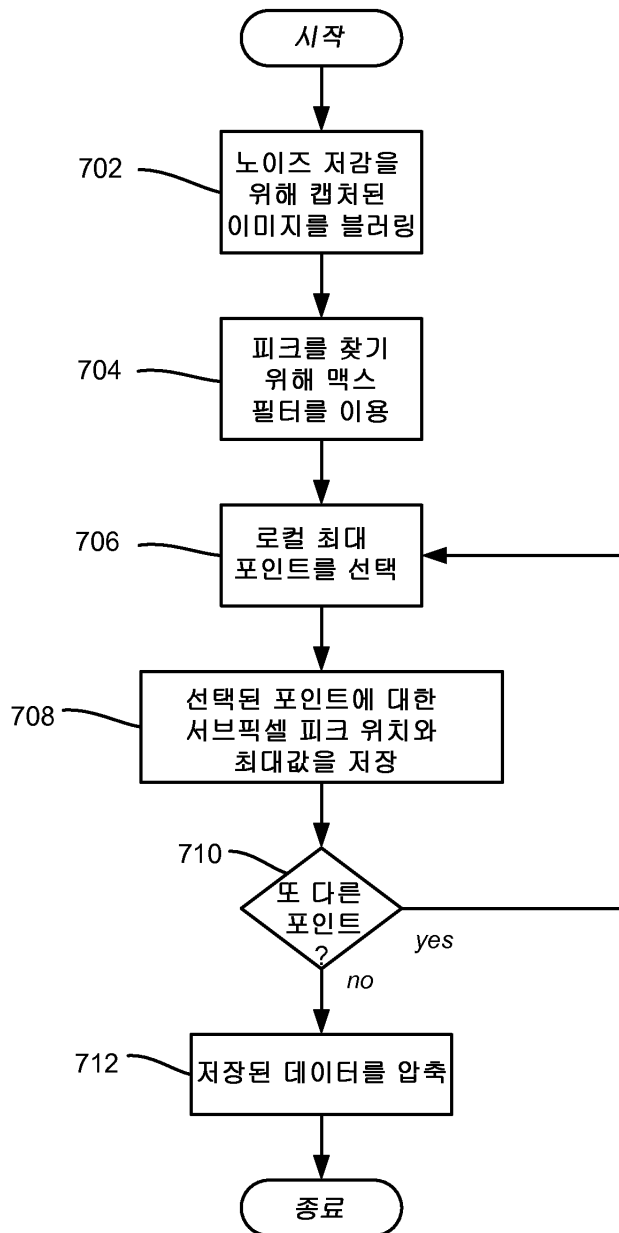 시작
702
노이즈 저감을
위해 캡처된
이미지를 블러링
704
피크를 찾기
위해 맥스
필터를 이용
706
로컬 최대
포인트를 선택
708
선택된 포인트에 대한
서브픽셀 피크 위치와
최대값을 저장
710
또 다른
포인트
?
yes
no
712
저장된 데이터를 압축
종료